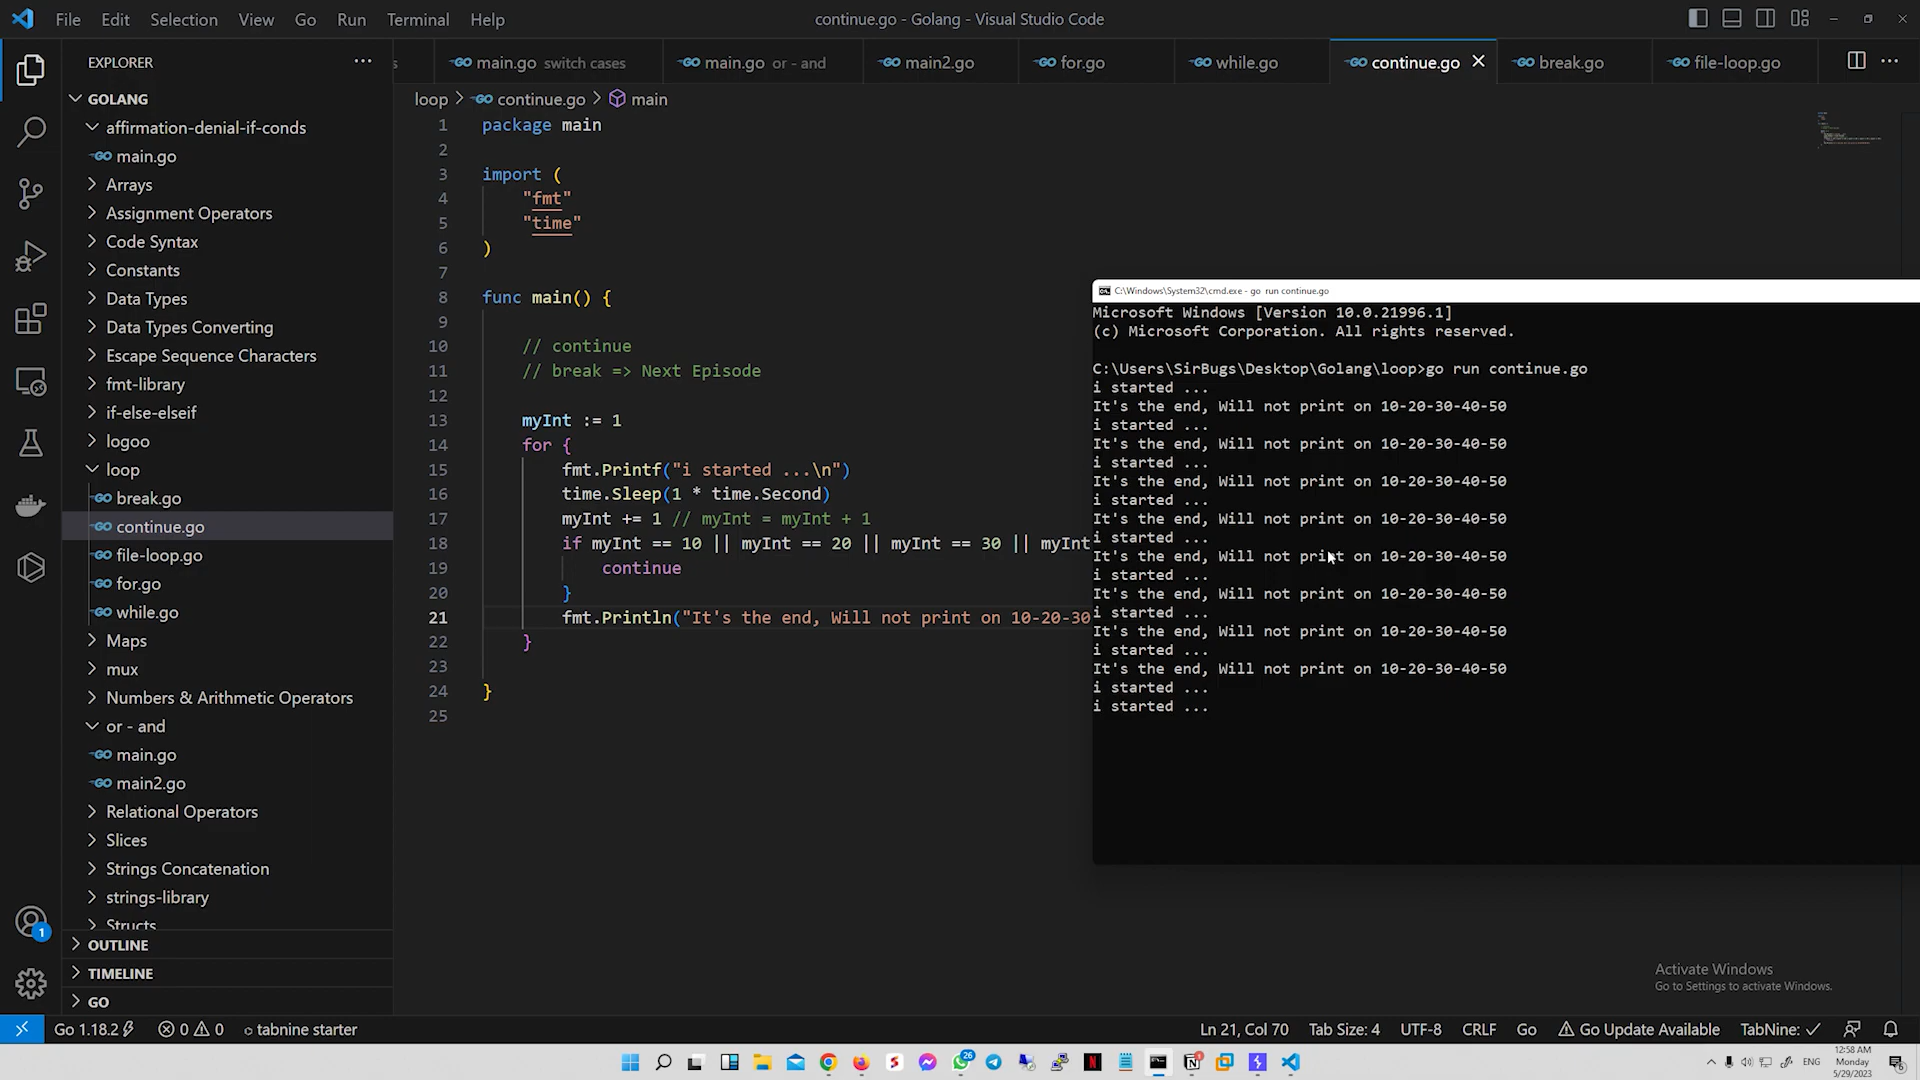 File Edit Selection View Go Run Terminal Help
continue.go - Golang - Visual Studio Code
EXPLORER
s
main.go switch cases
main.go or - and
main2.go
for.go
while.go
continue.go
break.go
file-loop.go
loop > continue.go > main
GOLANG
affirmation-denial-if-conds
main.go
Arrays
Assignment Operators
Code Syntax
Constants
Data Types
Data Types Converting
Escape Sequence Characters
fmt-library
if-else-elseif
logoo
loop
break.go
continue.go
file-loop.go
for.go
while.go
Maps
mux
Numbers & Arithmetic Operators
or - and
main.go
main2.go
Relational Operators
Slices
Strings Concatenation
strings-library
Structs
OUTLINE
TIMELINE
GO
1 package main
2
3 import (
4 "fmt"
5 "time"
6 )
7
8 func main() {
9
10 // continue
11 // break => Next Episode
12
13 myInt := 1
14 for {
15 fmt.Printf("i started ...\n")
16 time.Sleep(1 * time.Second)
17 myInt += 1 // myInt = myInt + 1
18 if myInt == 10 || myInt == 20 || myInt == 30 || myInt
19 continue
20 }
21 fmt.Println("It's the end, Will not print on 10-20-30
22 }
23
24 }
25
C:\Windows\System32\cmd.exe - go run continue.go
Microsoft Windows [Version 10.0.21996.1]
(c) Microsoft Corporation. All rights reserved.
C:\Users\SirBugs\Desktop\Golang\loop>go run continue.go
i started ...
It's the end, Will not print on 10-20-30-40-50
i started ...
It's the end, Will not print on 10-20-30-40-50
i started ...
It's the end, Will not print on 10-20-30-40-50
i started ...
It's the end, Will not print on 10-20-30-40-50
i started ...
It's the end, Will not print on 10-20-30-40-50
i started ...
It's the end, Will not print on 10-20-30-40-50
i started ...
It's the end, Will not print on 10-20-30-40-50
i started ...
It's the end, Will not print on 10-20-30-40-50
i started ...
i started ...
Activate Windows
Go to Settings to activate Windows.
1
Go 1.18.2 0 0 tabnine starter
Ln 21, Col 70 Tab Size: 4 UTF-8 CRLF Go Go Update Available TabNine:
26
ENG
12:58 AM
Monday
5/29/2023